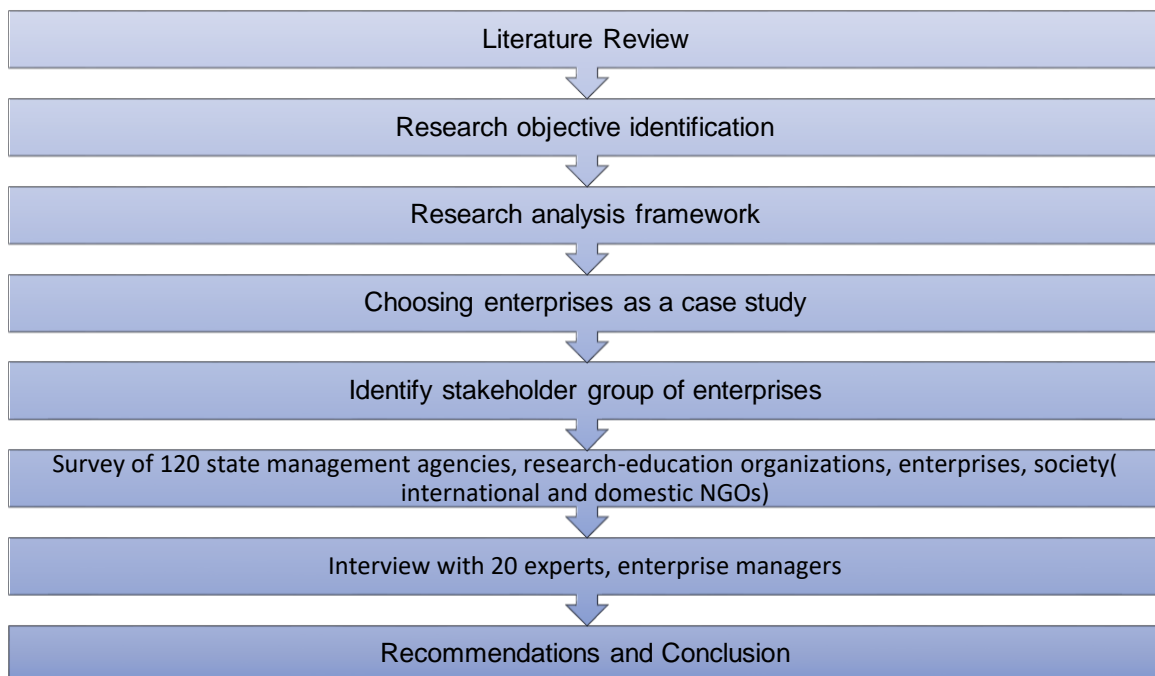 Literature Review
Research objective identification
Research analysis framework
Choosing enterprises as a case study
Identify stakeholder group of enterprises
Survey of 120 state management agencies, research-education organizations, enterprises, society(
international and domestic NGOs)
Interview with 20 experts, enterprise managers
Recommendations and Conclusion